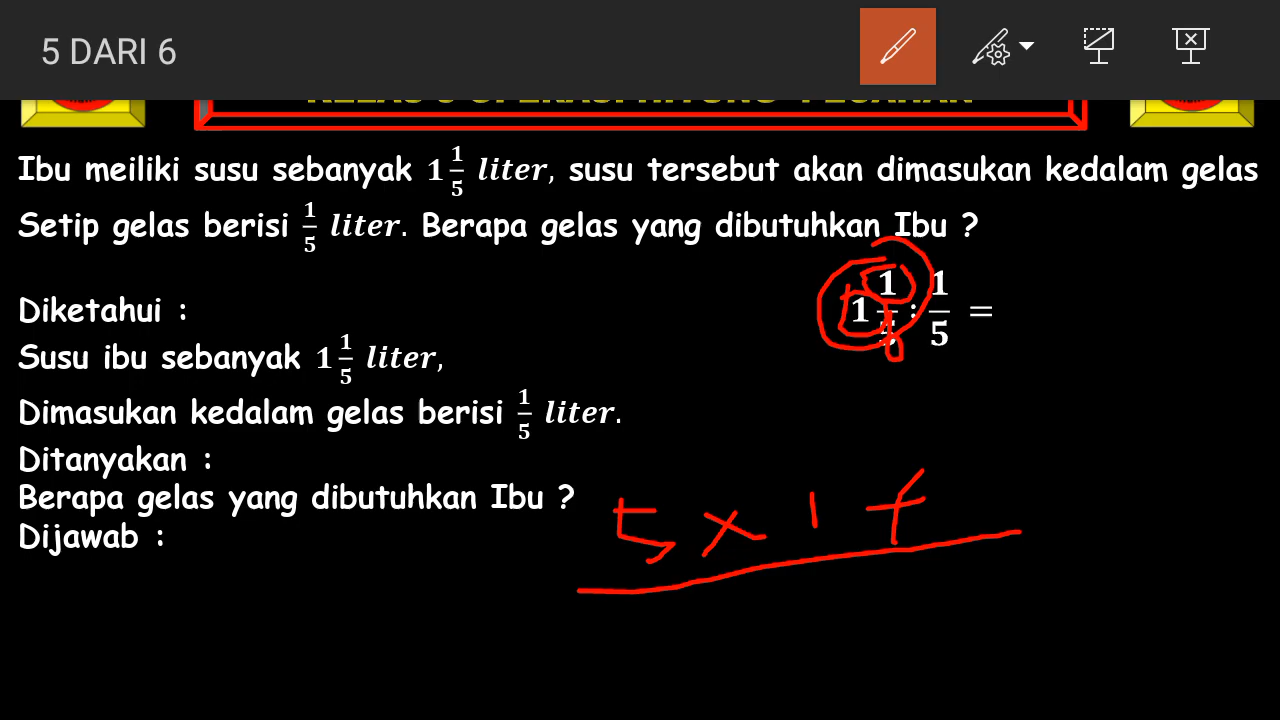 5 DARI 6
Ibu meiliki susu sebanyak 1 1/5 liter, susu tersebut akan dimasukan kedalam gelas
Setip gelas berisi 1/5 liter. Berapa gelas yang dibutuhkan Ibu ?
1 1/5 : 1/5 =
Diketahui :
Susu ibu sebanyak 1 1/5 liter,
Dimasukan kedalam gelas berisi 1/5 liter.
Ditanyakan :
Berapa gelas yang dibutuhkan Ibu ?
Dijawab :
5 x 1 +